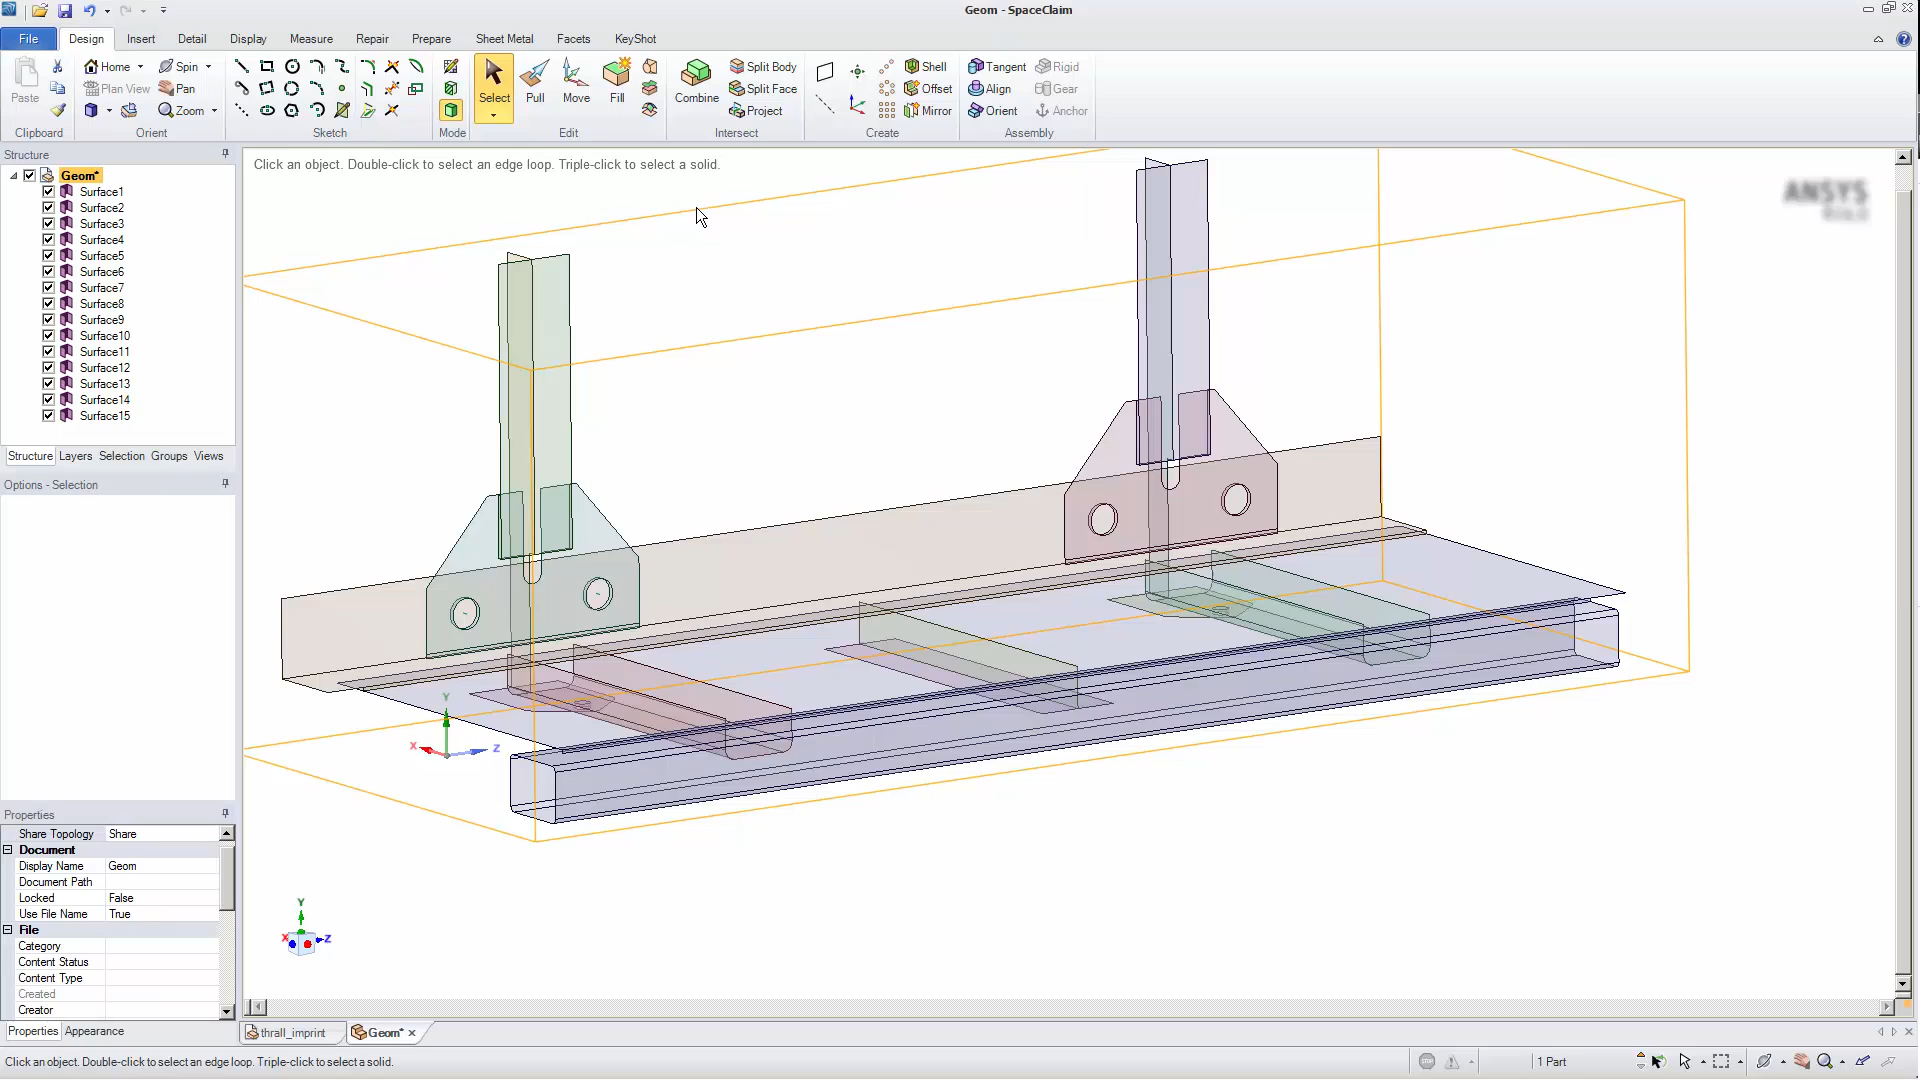 Geom - SpaceClaim
File Design Insert Detail Display Measure Repair Prepare Sheet Metal Facets KeyShot
Paste
Clipboard
Home Spin
Plan View Pan
Zoom
Orient
Sketch
Mode
Select Pull Move Fill
Edit
Combine
Split Body
Split Face
Project
Intersect
Shell
Offset
Mirror
Create
Tangent Rigid
Align Gear
Orient Anchor
Assembly
Structure
Geom*
Surface1
Surface2
Surface3
Surface4
Surface5
Surface6
Surface7
Surface8
Surface9
Surface10
Surface11
Surface12
Surface13
Surface14
Surface15
Structure Layers Selection Groups Views
Options - Selection
Properties
Share Topology Share
Document
Display Name Geom
Document Path
Locked False
Use File Name True
File
Category
Content Status
Content Type
Created
Creator
Properties Appearance
Click an object. Double-click to select an edge loop. Triple-click to select a solid.
ANSYS
Y
X
Z
Y
X
Z
thrall_imprint Geom*
Click an object. Double-click to select an edge loop. Triple-click to select a solid.
1 Part